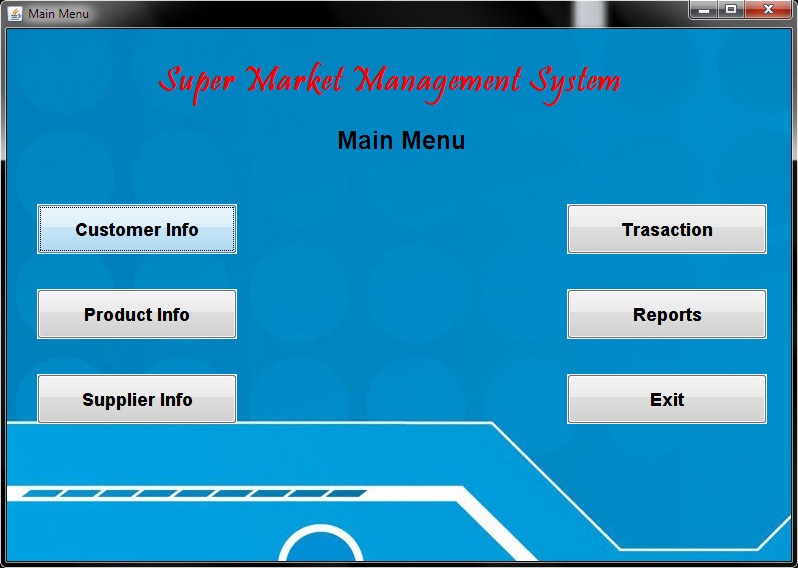 Main Menu
Super Market Management System
Main Menu
Customer Info
Trasaction
Product Info
Reports
Supplier Info
Exit